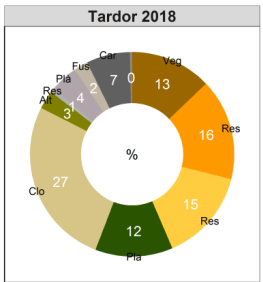 Tardor 2018
Car
0
Veg
Fus
7
13
Pla
2
Res
4
Alt
1
3
16
Res
%
Clo
27
15
Res
12
Pla